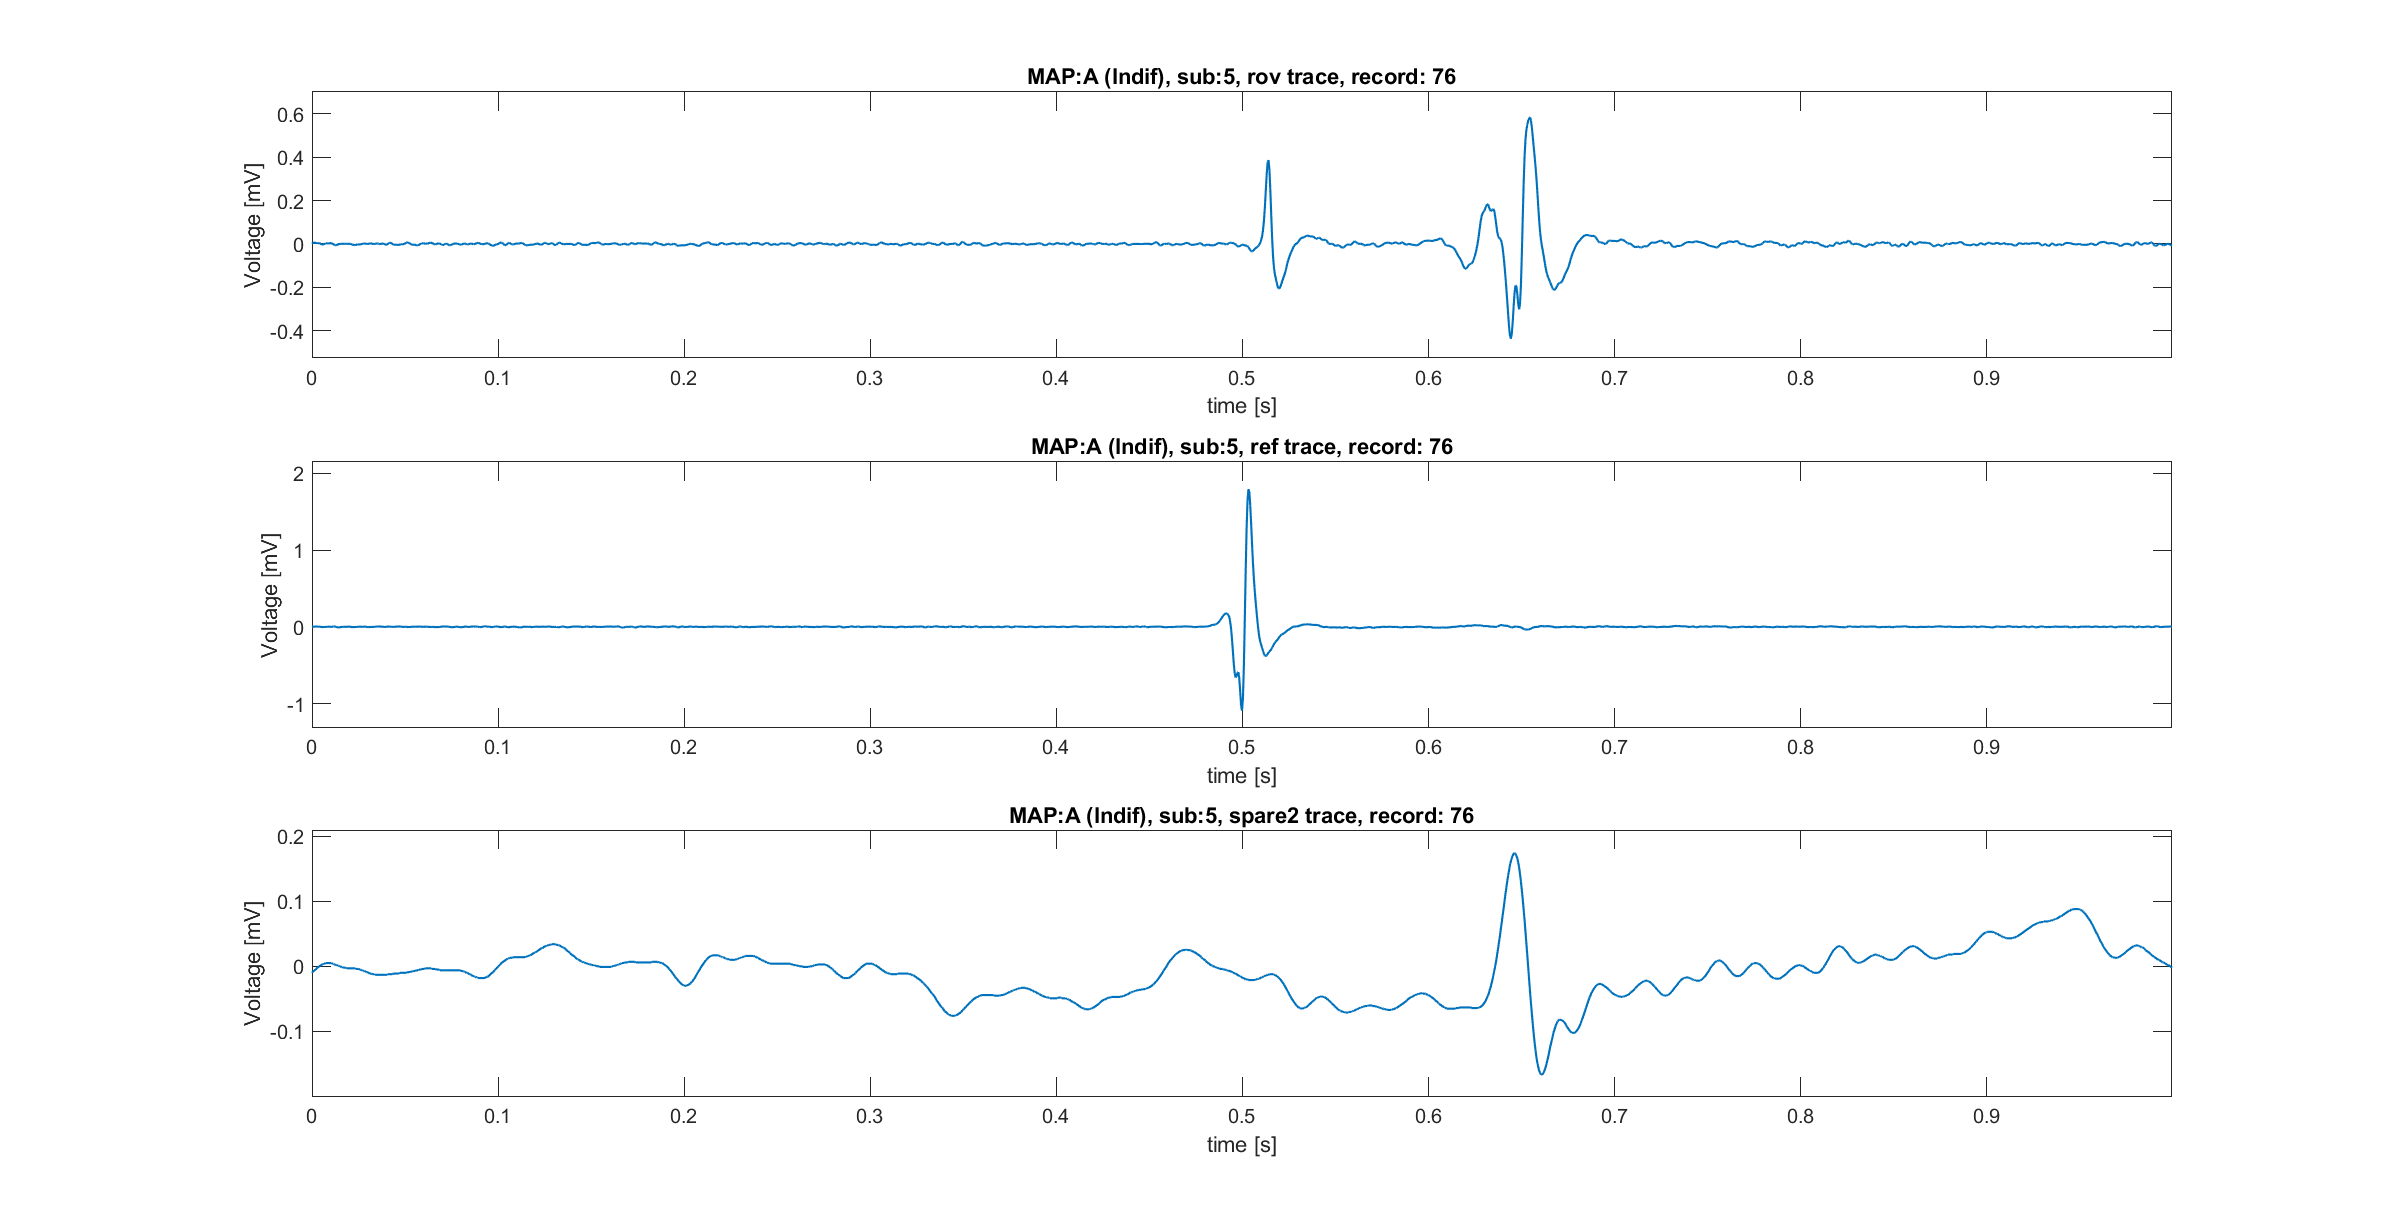 MAP:A (Indif), sub:5, rov trace, record: 76
Voltage [mV]
0.6
0.4
0.2
0
-0.2
-0.4
0 0.1 0.2 0.3 0.4 0.5 0.6 0.7 0.8 0.9
time [s]
MAP:A (Indif), sub:5, ref trace, record: 76
Voltage [mV]
2
1
0
-1
0 0.1 0.2 0.3 0.4 0.5 0.6 0.7 0.8 0.9
time [s]
MAP:A (Indif), sub:5, spare2 trace, record: 76
Voltage [mV]
0.2
0.1
0
-0.1
0 0.1 0.2 0.3 0.4 0.5 0.6 0.7 0.8 0.9
time [s]